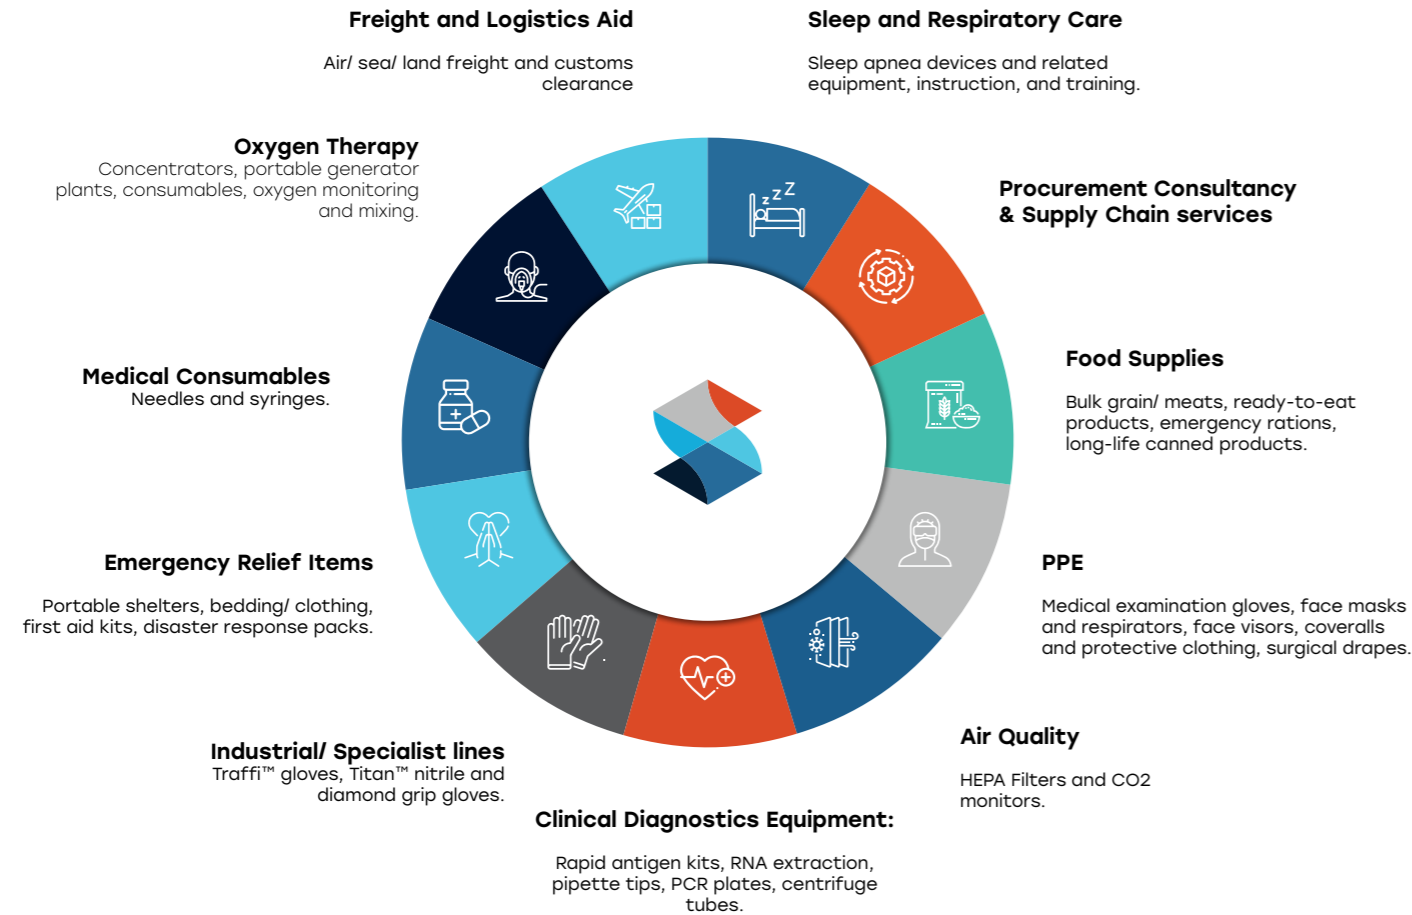 Freight and Logistics Aid
Air/ sea/ land freight and customs
clearance
Sleep and Respiratory Care
Sleep apnea devices and related
equipment, instruction, and training.
Oxygen Therapy
Concentrators, portable generator
plants, consumables, oxygen monitoring
and mixing.
Procurement Consultancy
& Supply Chain services
z z Z
Medical Consumables
Needles and syringes.
Food Supplies
Bulk grain/ meats, ready-to-eat
products, emergency rations,
long-life canned products.
Emergency Relief Items
Portable shelters, bedding/ clothing,
first aid kits, disaster response packs.
PPE
Medical examination gloves, face masks
and respirators, face visors, coveralls
and protective clothing, surgical drapes.
Industrial/ Specialist lines
Traffi™ gloves, Titan™ nitrile and
diamond grip gloves.
Air Quality
HEPA Filters and CO2
monitors.
Clinical Diagnostics Equipment:
Rapid antigen kits, RNA extraction,
pipette tips, PCR plates, centrifuge
tubes.